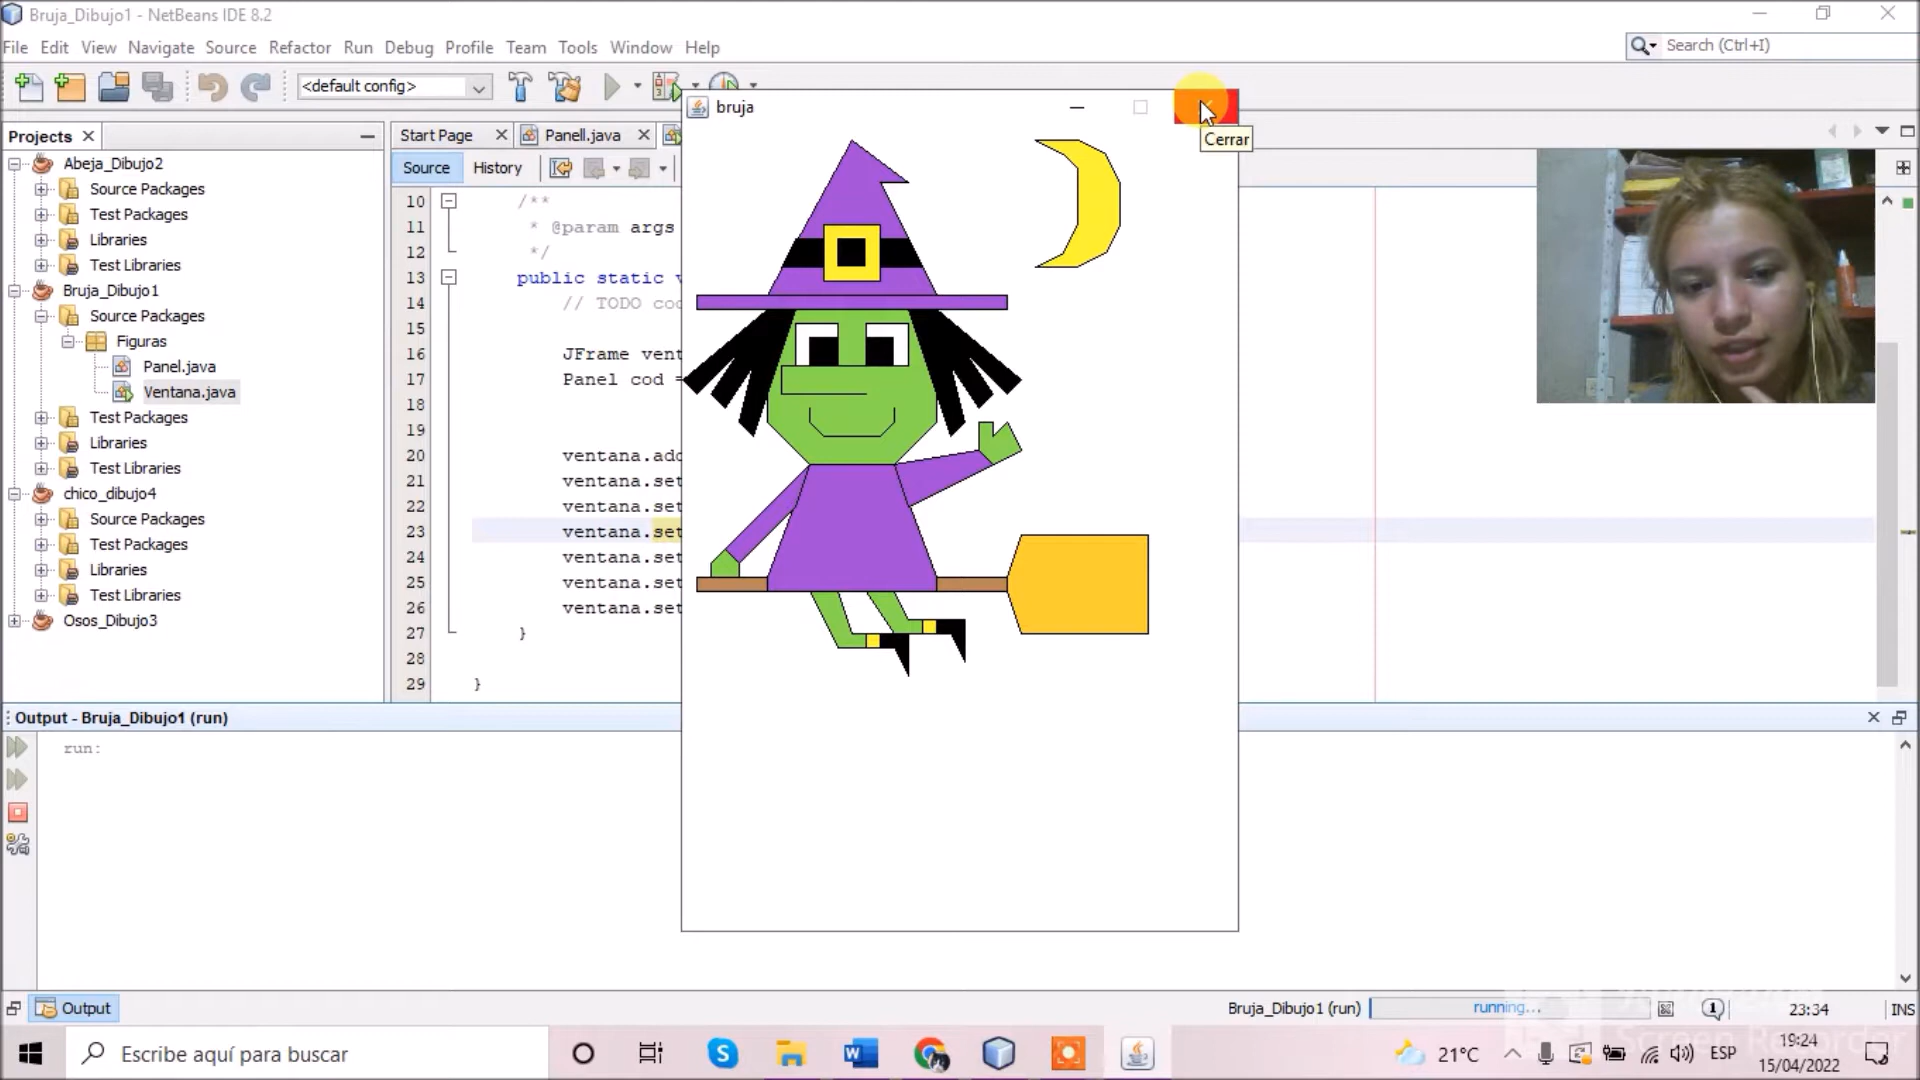 Bruja_Dibujo1 - NetBeans IDE 8.2
File Edit View Navigate Source Refactor Run Debug Profile Team Tools Window Help
Search (Ctrl+I)
<default config>
bruja
Cerrar
Projects
Start Page
Panell.java
Source
History
Abeja_Dibujo2
Source Packages
Test Packages
Libraries
Test Libraries
Bruja_Dibujo1
Source Packages
Figuras
Panel.java
Ventana.java
Test Packages
Libraries
Test Libraries
chico_dibujo4
Source Packages
Test Packages
Libraries
Test Libraries
Osos_Dibujo3
10 /**
11 * @param args
12 */
13 public static v
14 // TODO cod
15
16 JFrame vent
17 Panel cod =
18
19
20 ventana.add
21 ventana.set
22 ventana.set
23 ventana.set
24 ventana.set
25 ventana.set
26 ventana.set
27 }
28
29 }
Output - Bruja_Dibujo1 (run)
run:
Output
Bruja_Dibujo1 (run)
running...
1
23:34
INS
Escribe aquí para buscar
21°C
ESP
19:24
15/04/2022
Screen Recorder